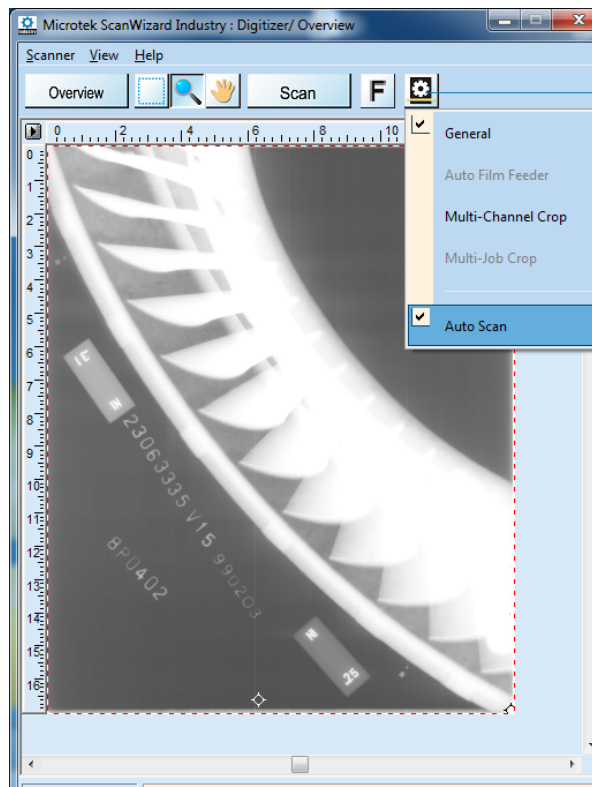 Microtek ScanWizard Industry : Digitizer/ Overview
Scanner View Help
Overview Scan F
General
Auto Film Feeder
Multi-Channel Crop
Multi-Job Crop
Auto Scan
0 2 4 6 8 10
0
1
2
3
4
5
6
7
8
9
10
11
12
13
14
15
16
31
N
23063335 V15 990203
8P0402
N
25